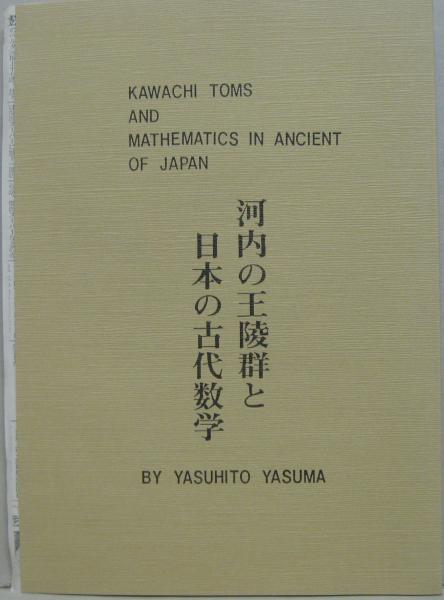 KAWACHI TOMS
AND
MATHEMATICS IN ANCIENT
OF JAPAN
河内の王陵群と
日本の古代数学
BY YASUHITO YASUMA